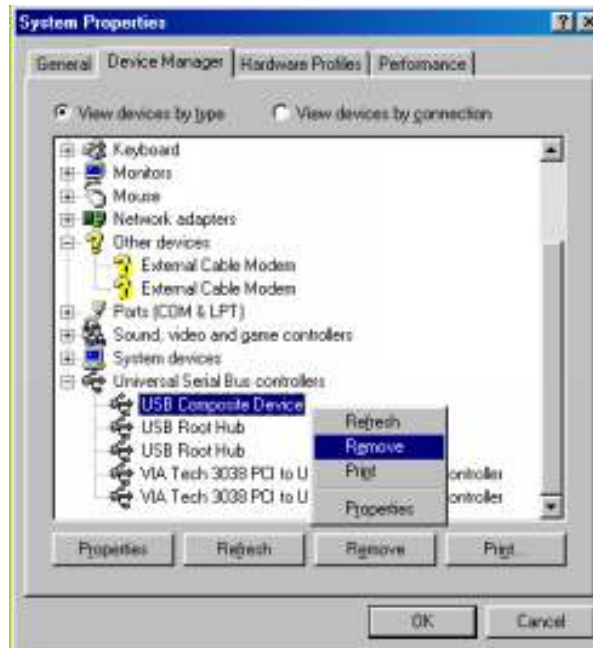 System Properties
General Device Manager Hardware Profiles Performance
View devices by type View devices by connection
Keyboard
Monitors
Mouse
Network adapters
Other devices
External Cable Modem
External Cable Modem
Ports (COM & LPT)
Sound, video and game controllers
System devices
Universal Serial Bus controllers
USB Composite Device
Refresh
USB Root Hub
Remove
USB Root Hub
Print
VIA Tech 3038 PCI to U ontroller
VIA Tech 3038 PCI to U ontroller
Properties
Properties Refresh Remove Print...
OK Cancel